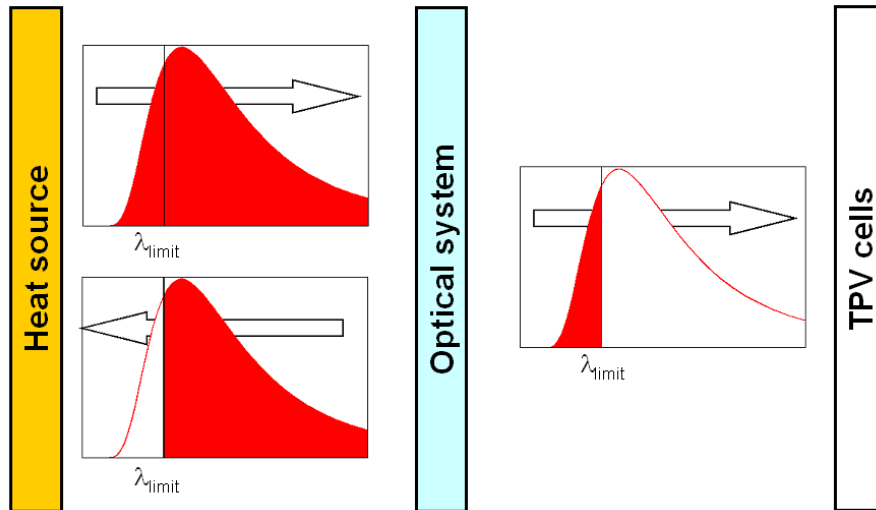 Heat source
λlimit
λlimit
Optical system
λlimit
TPV cells